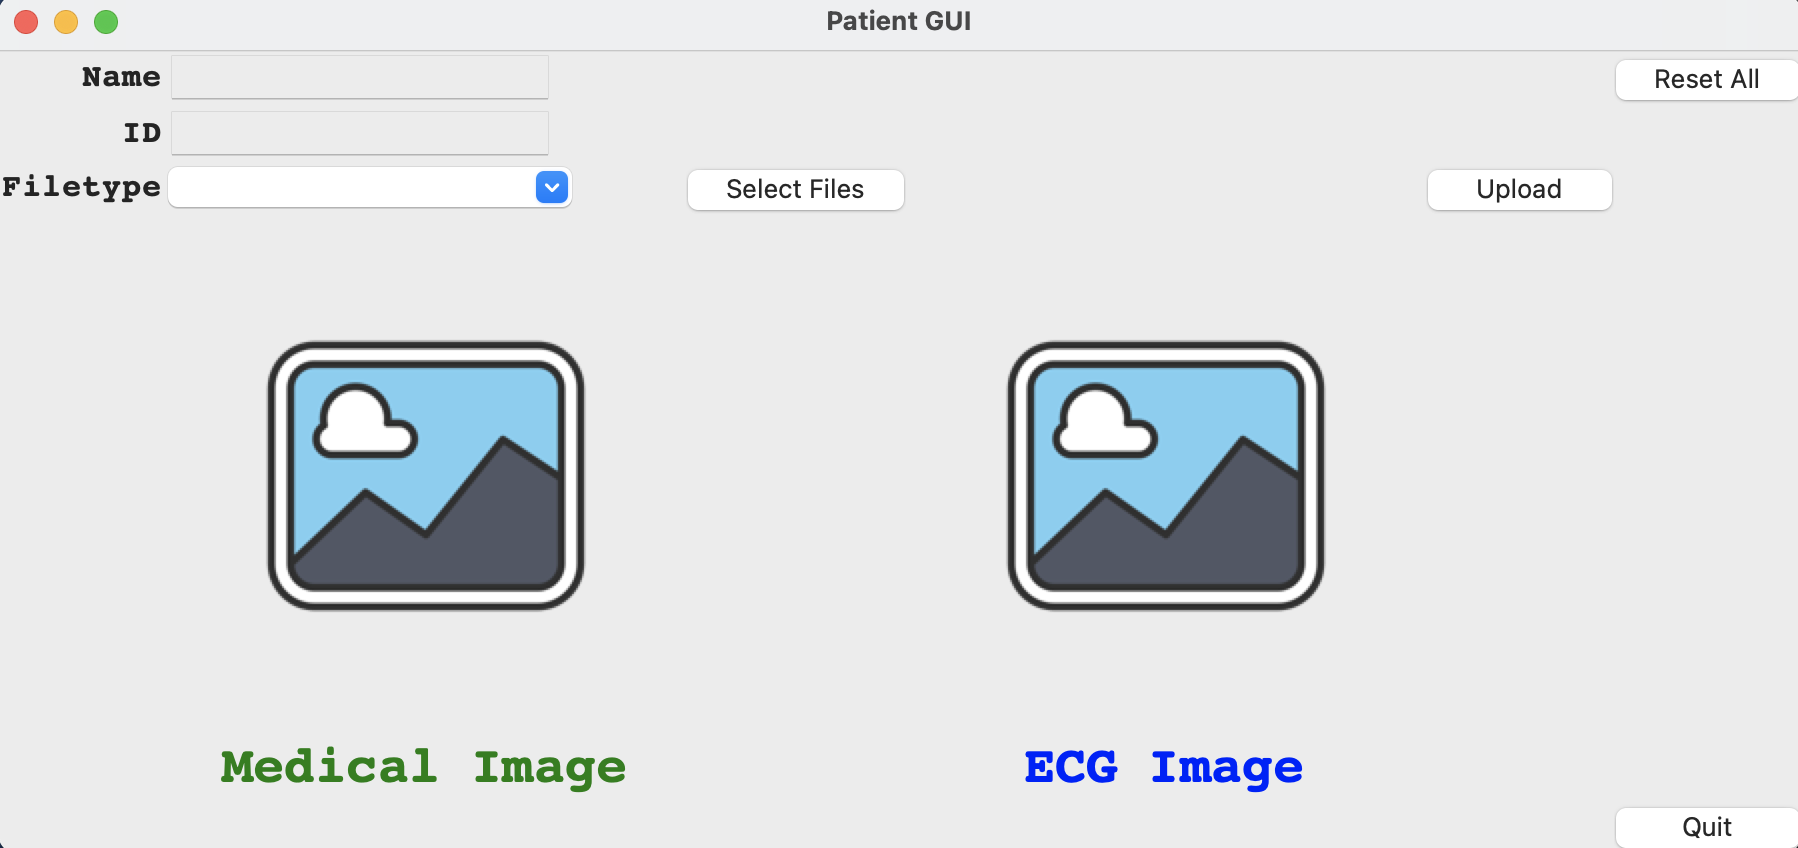 Patient GUI
Name
Reset All
ID
Filetype
Select Files
Upload
Medical Image
ECG Image
Quit